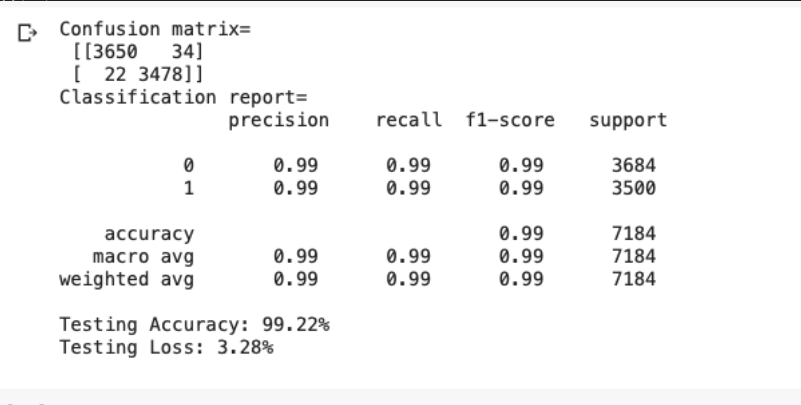 Confusion matrix=
[[3650 34]
[ 22 3478]]
Classification report=
precision recall f1-score support
0 0.99 0.99 0.99 3684
1 0.99 0.99 0.99 3500
accuracy 0.99 7184
macro avg 0.99 0.99 0.99 7184
weighted avg 0.99 0.99 0.99 7184
Testing Accuracy: 99.22%
Testing Loss: 3.28%